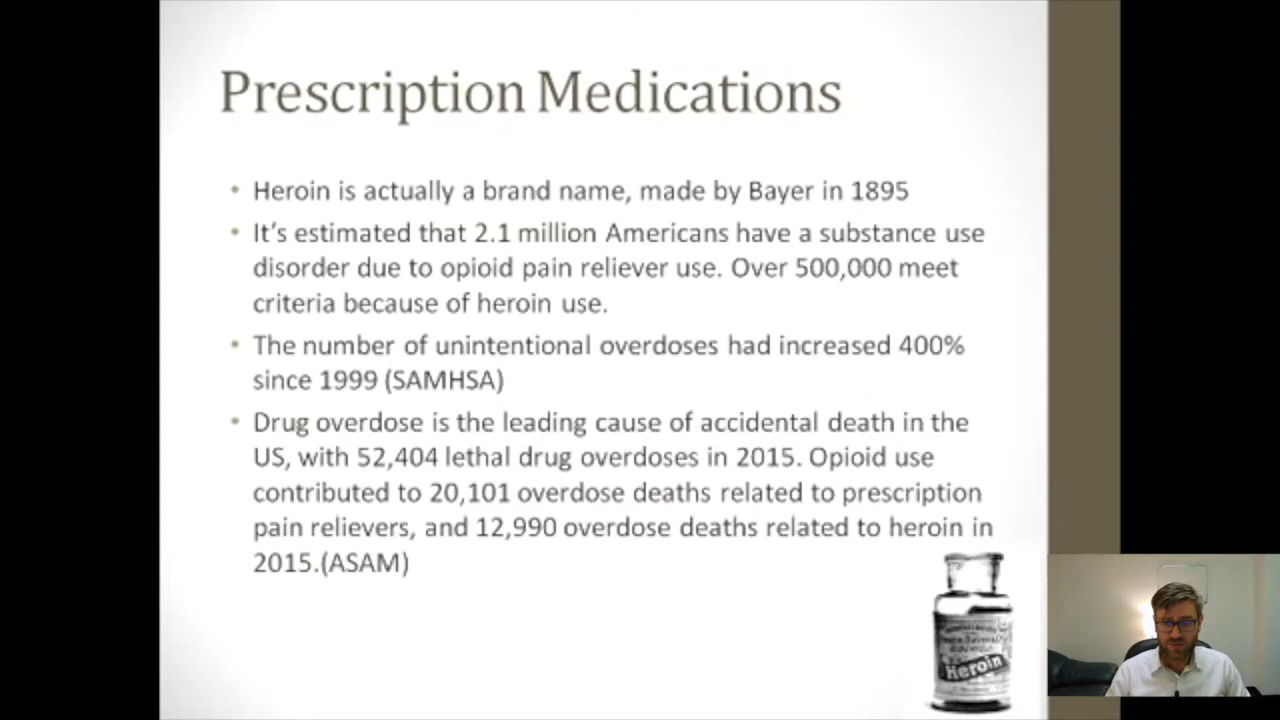 Prescription Medications
• Heroin is actually a brand name, made by Bayer in 1895
• It's estimated that 2.1 million Americans have a substance use
disorder due to opioid pain reliever use. Over 500,000 meet
criteria because of heroin use.
• The number of unintentional overdoses had increased 400%
since 1999 (SAMHSA)
• Drug overdose is the leading cause of accidental death in the
US, with 52,404 lethal drug overdoses in 2015. Opioid use
contributed to 20,101 overdose deaths related to prescription
pain relievers, and 12,990 overdose deaths related to heroin in
2015.(ASAM)
Heroin